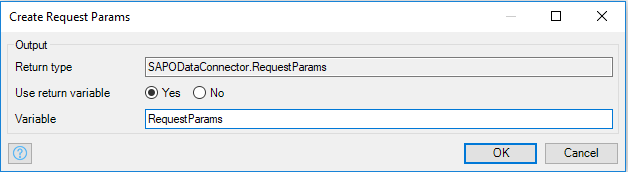 Create Request Params
Output
Return type SAPODataConnector.RequestParams
Use return variable Yes No
Variable RequestParams
? OK Cancel